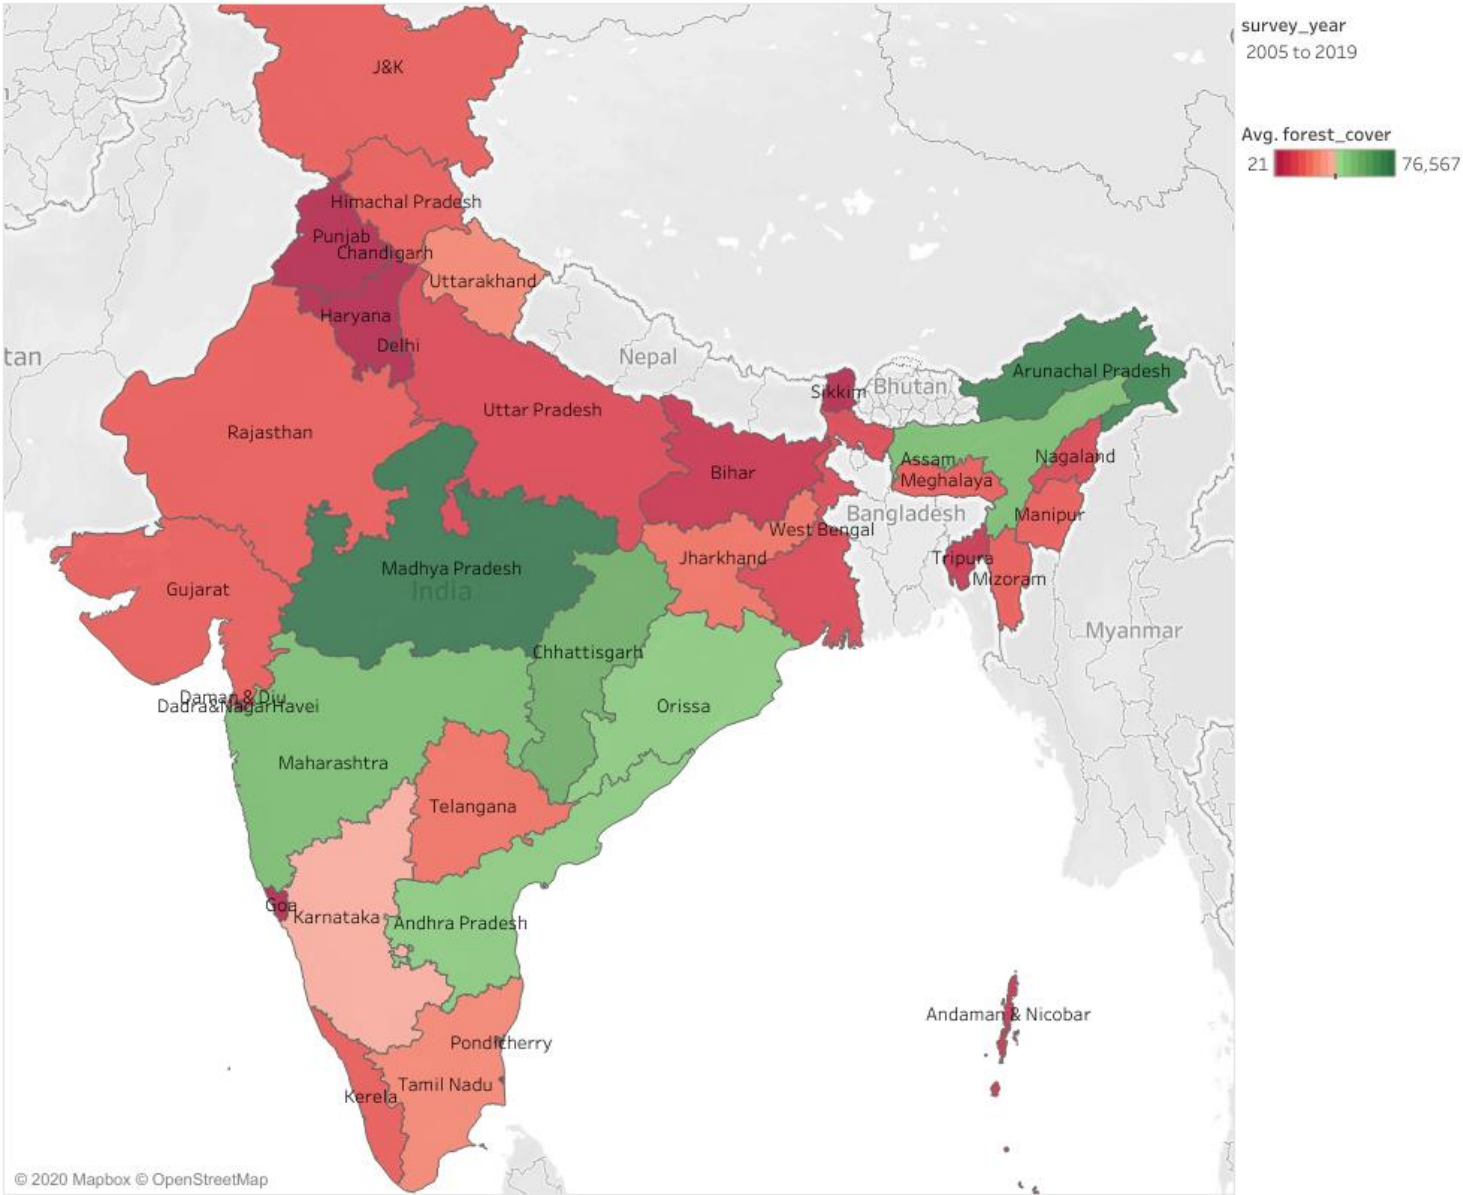 survey_year
2005 to 2019
Avg. forest_cover
21 76,567
J&K
Himachal Pradesh
Punjab
Chandigarh
Uttarakhand
Haryana
Delhi
tan
Nepal
Arunachal Pradesh
Sikkim
Bhutan
Uttar Pradesh
Rajasthan
Assam
Nagaland
Bihar
Meghalaya
Bangladesh
Manipur
West Bengal
Jharkhand
Tripura
Madhya Pradesh
Mizoram
India
Gujarat
Myanmar
Chhattisgarh
Daman & Diu
Dadra&NagarHavei
Orissa
Maharashtra
Telangana
Goa
Karnataka
Andhra Pradesh
Andaman & Nicobar
Pondicherry
Tamil Nadu
Kerela
© 2020 Mapbox © OpenStreetMap